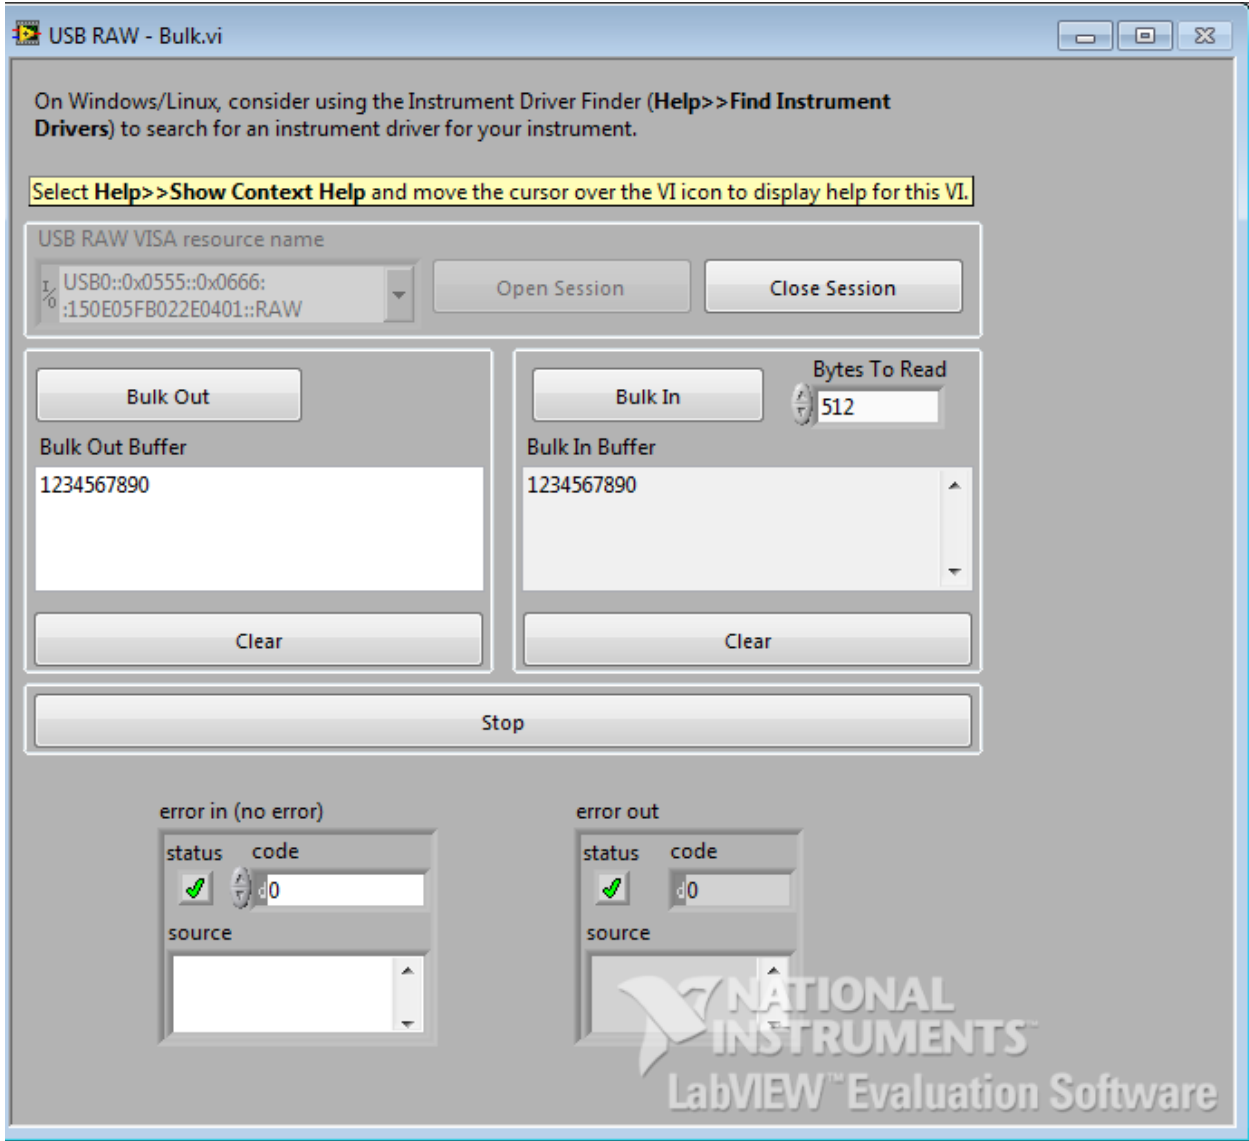 USB RAW - Bulk.vi
On Windows/Linux, consider using the Instrument Driver Finder (Help>>Find Instrument
Drivers) to search for an instrument driver for your instrument.
Select Help>>Show Context Help and move the cursor over the VI icon to display help for this VI.
USB RAW VISA resource name
I/O
USB0::0x0555::0x0666:
:150E05FB022E0401::RAW
Open Session
Close Session
Bulk Out
Bulk Out Buffer
1234567890
Clear
Bulk In
Bytes To Read
512
Bulk In Buffer
1234567890
Clear
Stop
error in (no error)
status code
d0
source
error out
status code
d0
source
NATIONAL
INSTRUMENTS™
LabVIEW™ Evaluation Software